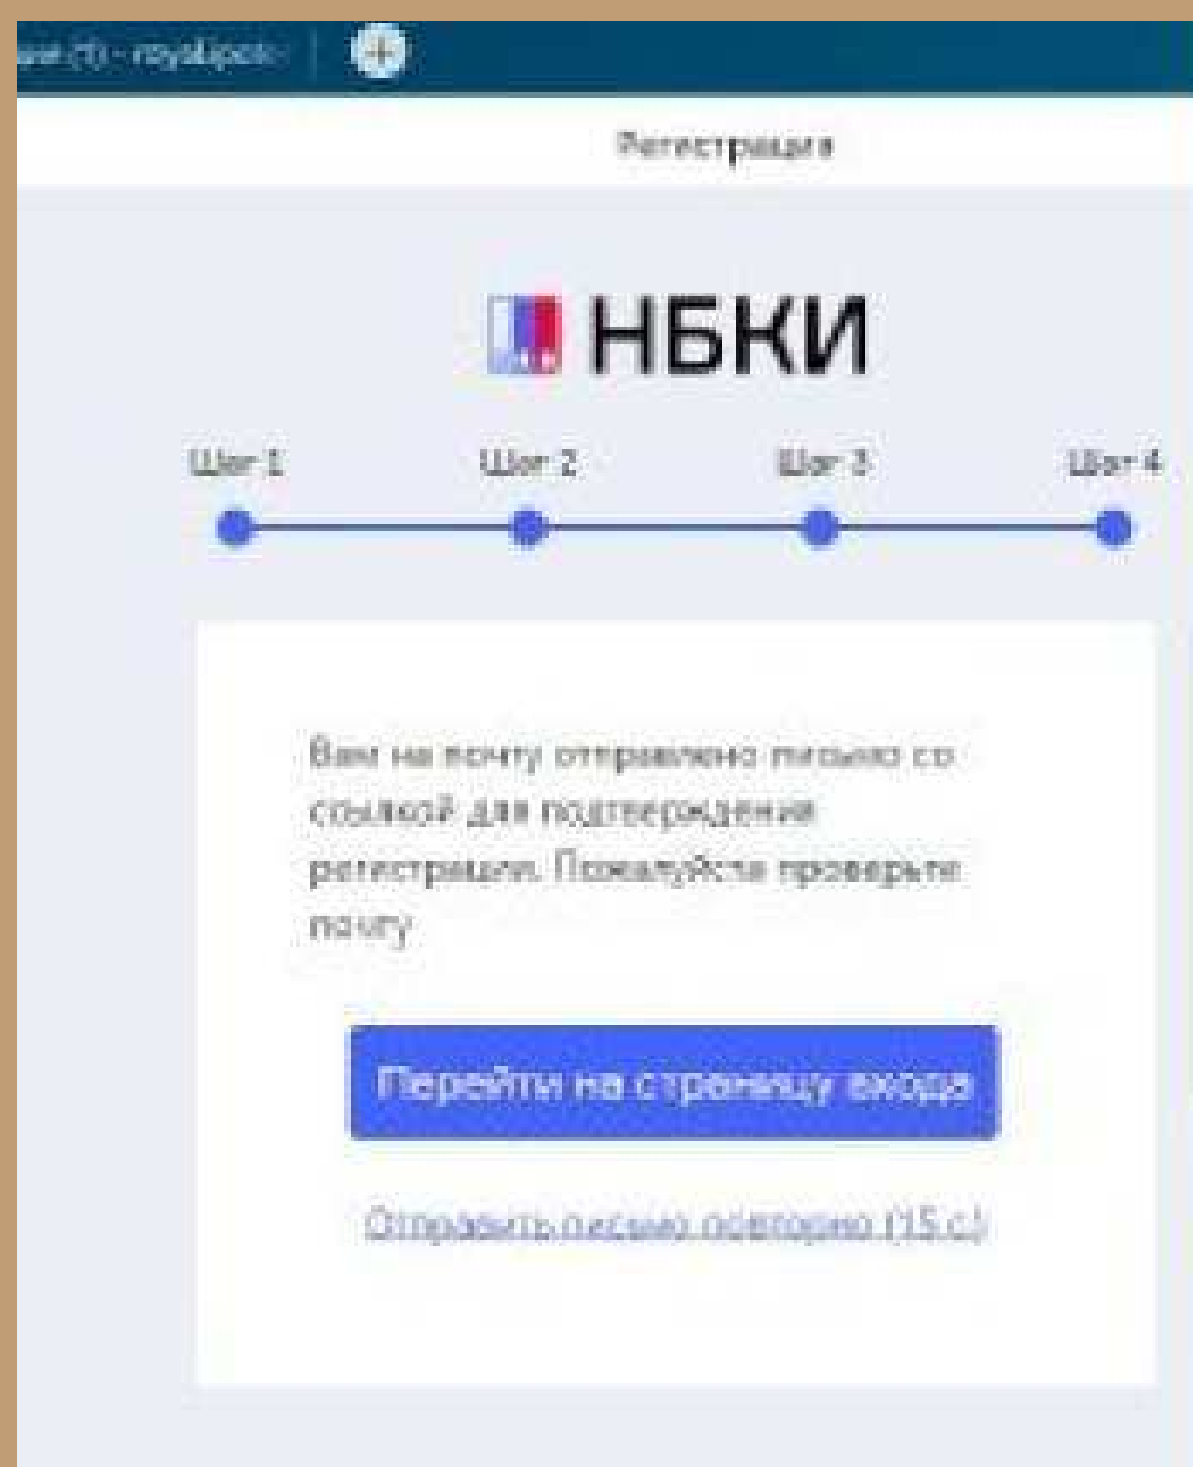 Регистрация
НБКИ
Шаг 1 Шаг 2 Шаг 3 Шаг 4
Вам на почту отправлено письмо со
ссылкой для подтверждения
регистрации. Пожалуйста проверьте
почту
Перейти на страницу входа
Отправить письмо повторно (15 с.)